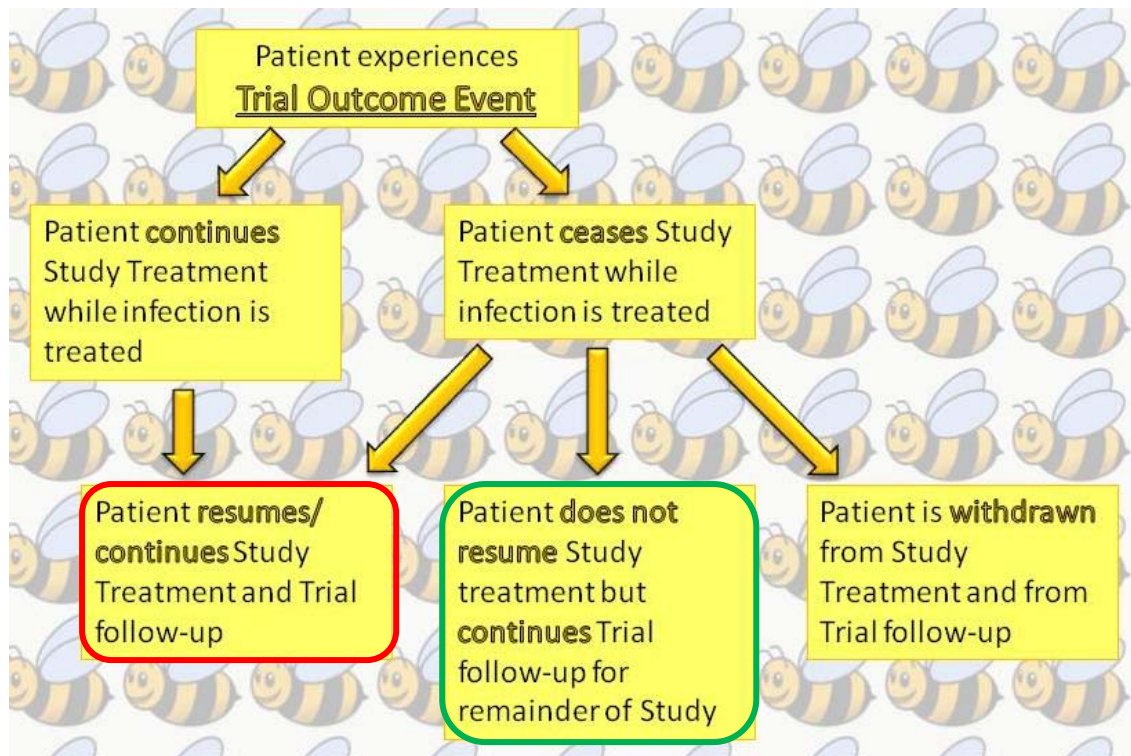 Patient experiences
Trial Outcome Event
Patient continues
Study Treatment
while infection is
treated
Patient ceases Study
Treatment while
infection is treated
Patient resumes/
continues Study
Treatment and Trial
follow-up
Patient does not
resume Study
treatment but
continues Trial
follow-up for
remainder of Study
Patient is withdrawn
from Study
Treatment and from
Trial follow-up